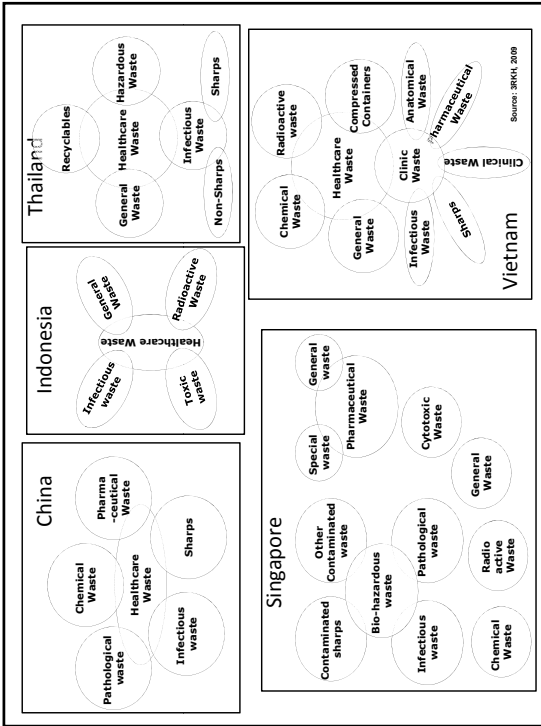 China
Pathological
waste
Chemical
Waste
Pharma
-ceutical
Waste
Healthcare
Waste
Infectious
waste
Sharps
Indonesia
Infectious
waste
General
Waste
Healthcare Waste
Toxic
waste
Radioactive
Waste
Thailand
Recyclables
General
Waste
Healthcare
Waste
Hazardous
Waste
Infectious
Waste
Non-Sharps
Sharps
Singapore
Contaminated
sharps
Other
Contaminated
waste
Bio-hazardous
waste
Infectious
waste
Pathological
waste
Special
waste
General
waste
Pharmaceutical
Waste
Cytotoxic
Waste
Chemical
Waste
Radio
active
Waste
General
Waste
Vietnam
Chemical
Waste
Radioactive
waste
General
Waste
Healthcare
Waste
Compressed
Containers
Clinic
Waste
Infectious
Waste
Anatomical
Waste
Sharps
Clinical Waste
Pharmaceutical
Waste
Source: 3RKH, 2009